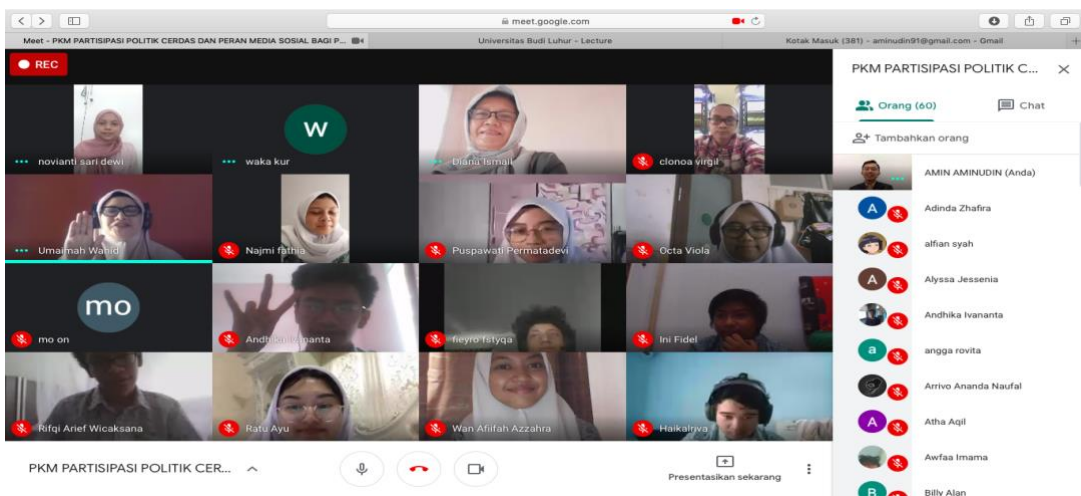 meet.google.com
Meet - PKM PARTISIPASI POLITIK CERDAS DAN PERAN MEDIA SOSIAL BAGI P...
Universitas Budi Luhur - Lecture
Kotak Masuk (381) - aminudin91@gmail.com - Gmail
REC
novianti sari dewi
W
waka kur
Diana Ismail
clonoa virgil
Umaimah Wahid
Najmi fathia
Puspawati Permatadevi
Octa Viola
mo
mo on
Andhika Ivananta
fieyro
Ini Fidel
Rifqi Arief Wicaksana
Ratu Ayu
Wan Afiifah Azzahra
Haikalriva
PKM PARTISIPASI POLITIK CER...
Presentasikan sekarang
PKM PARTISIPASI POLITIK C...
Orang (60)
Chat
Tambahkan orang
AMIN AMINUDIN (Anda)
A
Adinda Zhafira
alfian syah
A
Alyssa Jessenia
Andhika Ivananta
a
angga rovita
Arrivo Ananda Naufal
A
Atha Aqil
Awfaa Imama
B
Billy Alan